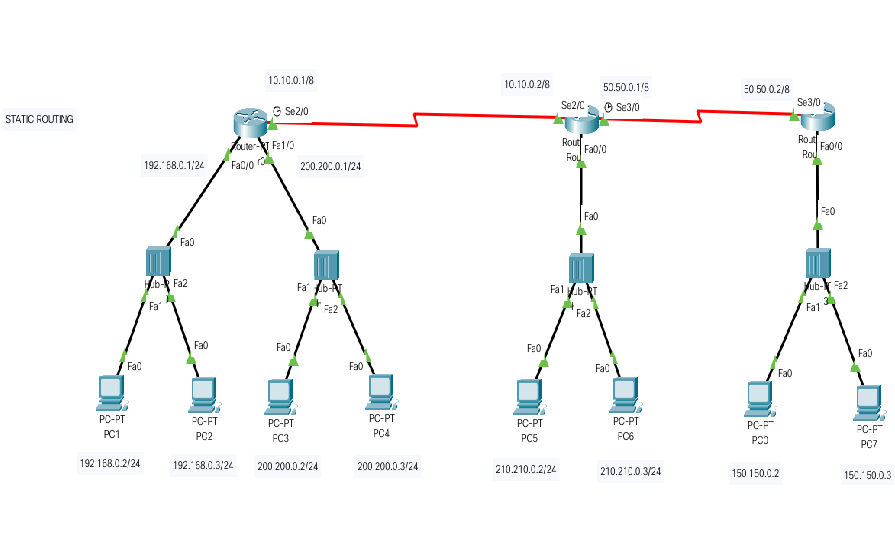 10.10.0.1/8
10.10.0.2/8
50.50.0.1/8
50.50.0.2/8
STATIC ROUTING
Se2/0
Se2/0
Se3/0
Se3/0
Router-PT
Fa1/0
Rout
Fa0/0
Rout
Fa0/0
192.168.0.1/24
Fa0/0
200.200.0.1/24
Rou
Rou
Fa0
Fa0
Fa0
Fa0
Hub-P
Fa2
Fa1
Fa1
Hub-PT
Fa2
Fa1
Hub-PT
Fa2
Hub-PT
Fa2
Fa1
Fa0
Fa0
Fa0
Fa0
Fa0
Fa0
Fa0
Fa0
PC-PT
PC1
PC-PT
PC2
PC-PT
PC3
PC-PT
PC4
PC-PT
PC5
PC-PT
PC6
PC-PT
PC0
PC-PT
PC7
192.168.0.2/24
192.168.0.3/24
200.200.0.2/24
200.200.0.3/24
210.210.0.2/24
210.210.0.3/24
150.150.0.2
150.150.0.3